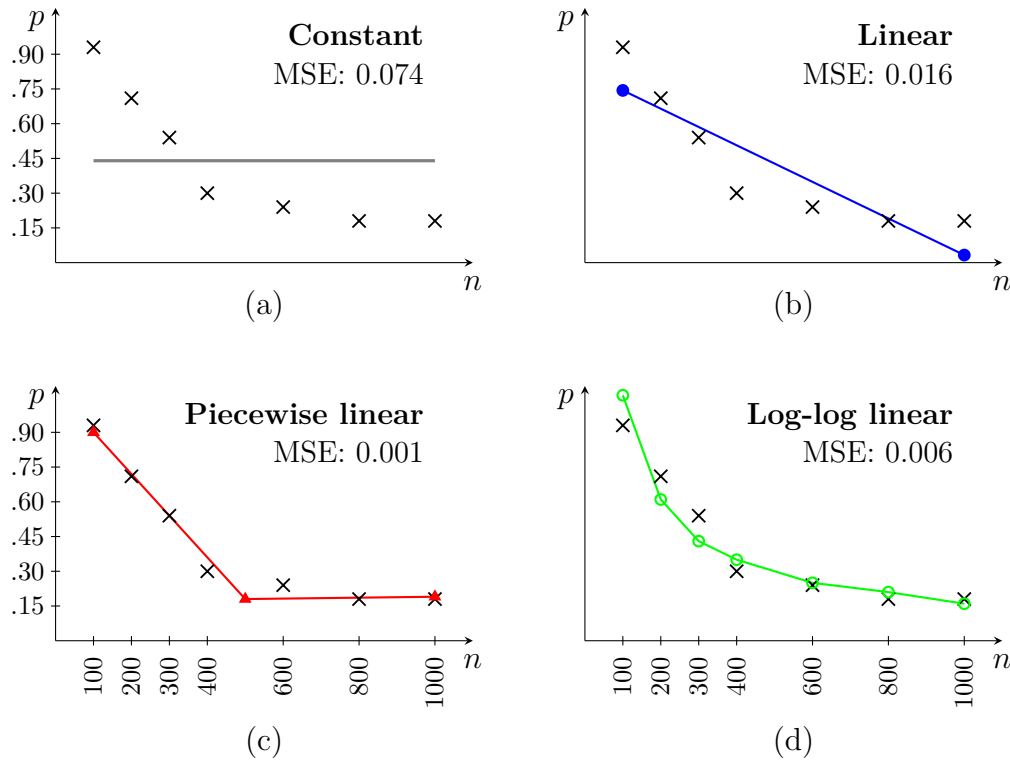 p
Constant
MSE: 0.074
.90
.75
.60
.45
.30
.15
n
(a)
p
Linear
MSE: 0.016
n
(b)
p
Piecewise linear
MSE: 0.001
.90
.75
.60
.45
.30
.15
n
100
200
300
400
600
800
1000
(c)
p
Log-log linear
MSE: 0.006
n
100
200
300
400
600
800
1000
(d)